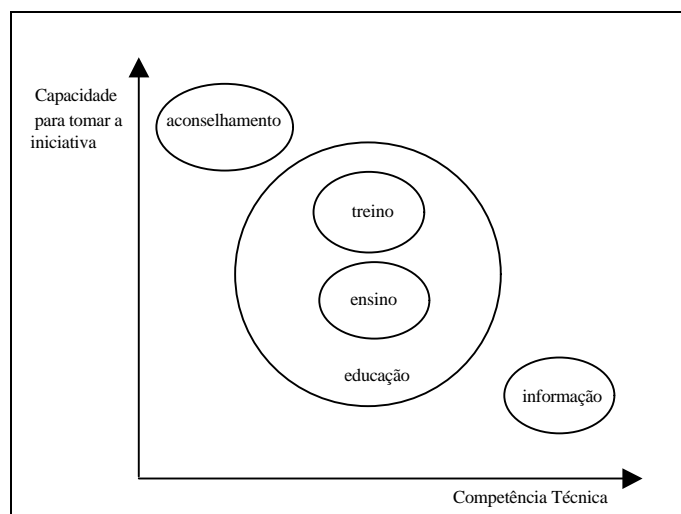 Capacidade
para tomar a
iniciativa
aconselhamento
treino
ensino
educação
informação
Competência Técnica